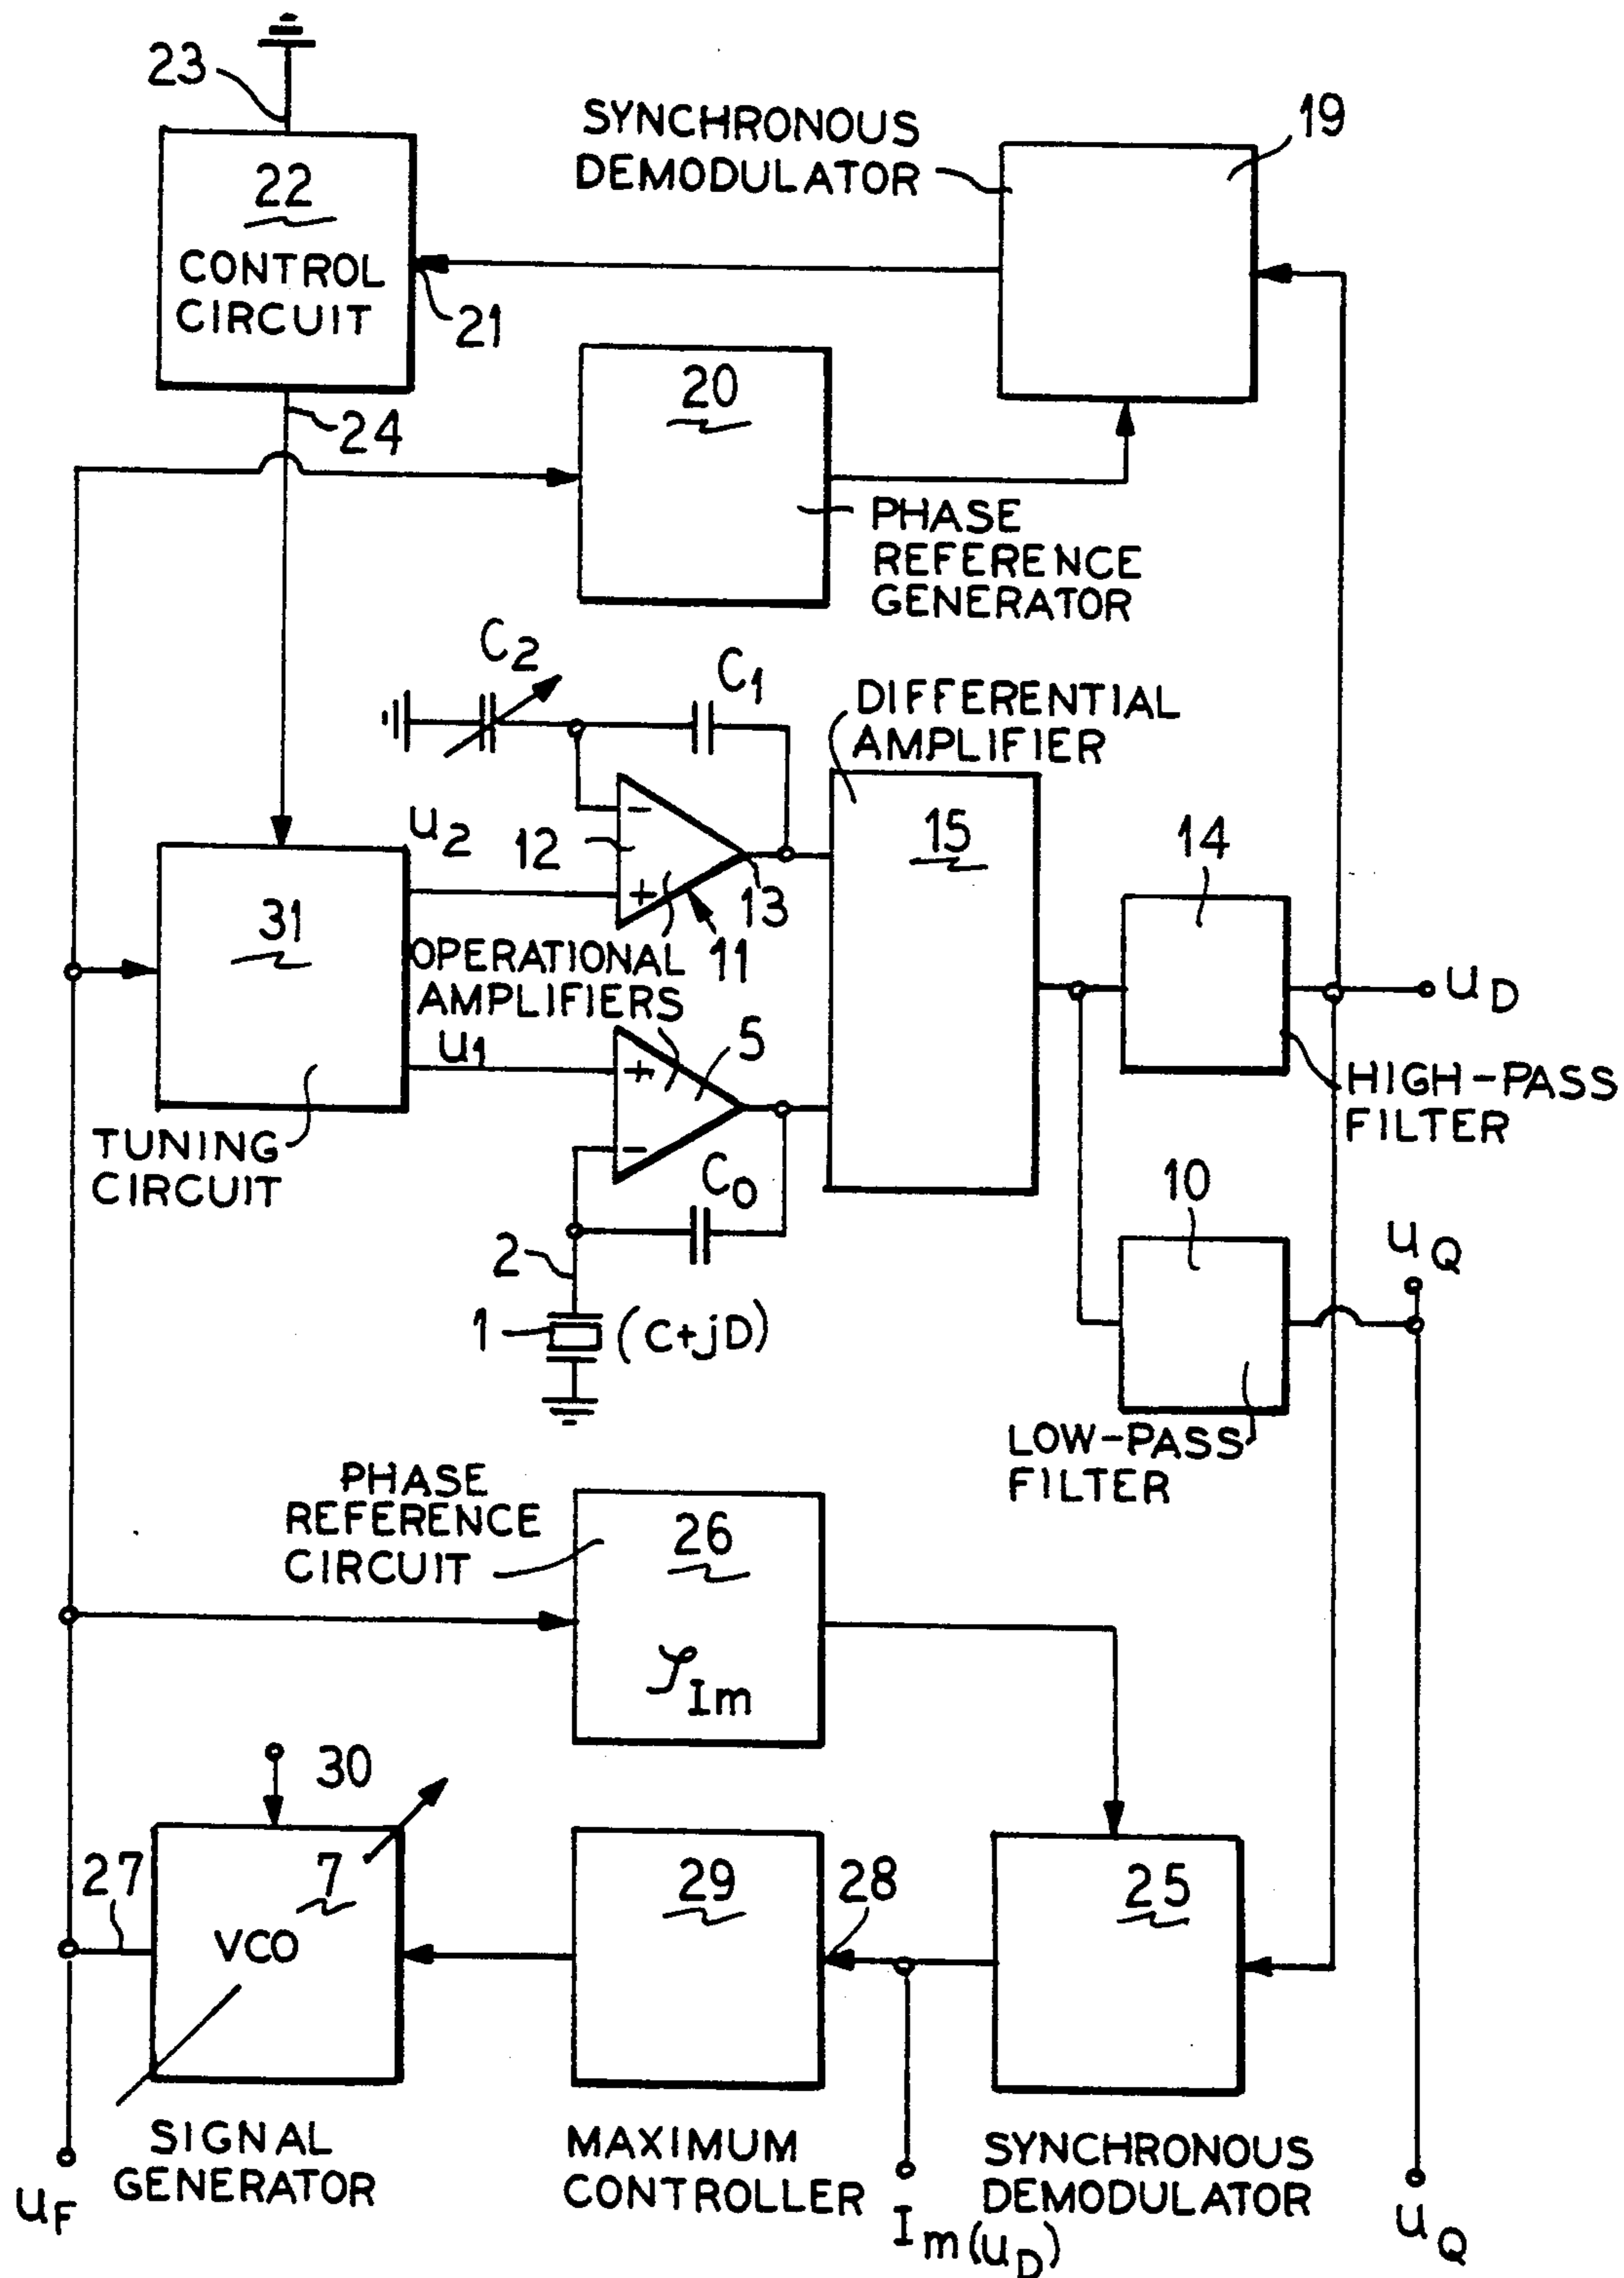 23
SYNCHRONOUS
DEMODULATOR
19
22
CONTROL
CIRCUIT
21
20
24
PHASE
REFERENCE
GENERATOR
C2
C1
DIFFERENTIAL
AMPLIFIER
u2
12
-
+
13
11
15
14
31
OPERATIONAL
AMPLIFIERS
uD
u1
+
-
5
HIGH-PASS
FILTER
TUNING
CIRCUIT
C0
10
2
uQ
1
(C+jD)
LOW-PASS
FILTER
PHASE
REFERENCE
CIRCUIT
26
φIm
30
27
7
VCO
29
28
25
SIGNAL
GENERATOR
MAXIMUM
CONTROLLER
SYNCHRONOUS
DEMODULATOR
uF
Im(uD)
uQ